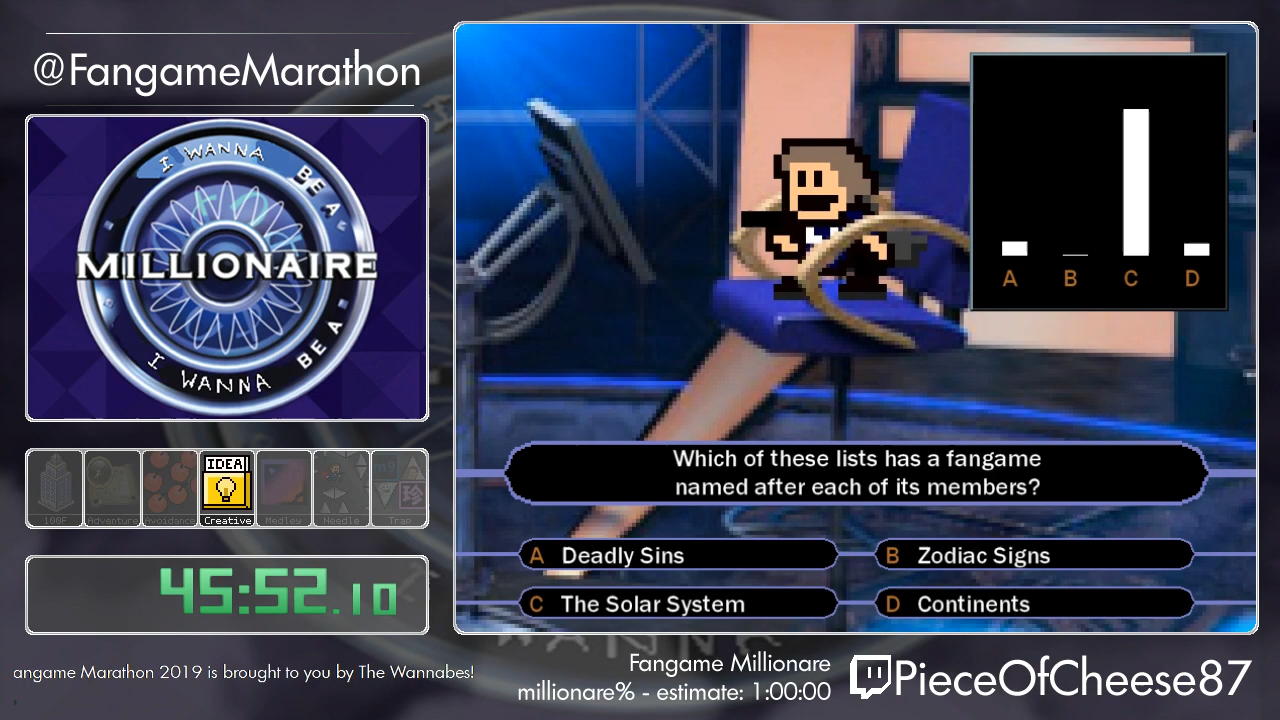 @FangameMarathon
I WANNA
BE A
MILLIONAIRE
BE A
I WANNA
IDEA
100F Adventure Avoidance Creative Medley Needle Trap
45:52.10
angame Marathon 2019 is brought to you by The Wannabes!
A B C D
Which of these lists has a fangame
named after each of its members?
A Deadly Sins
B Zodiac Signs
C The Solar System
D Continents
Fangame Millionare
millionare% - estimate: 1:00:00
PieceOfCheese87